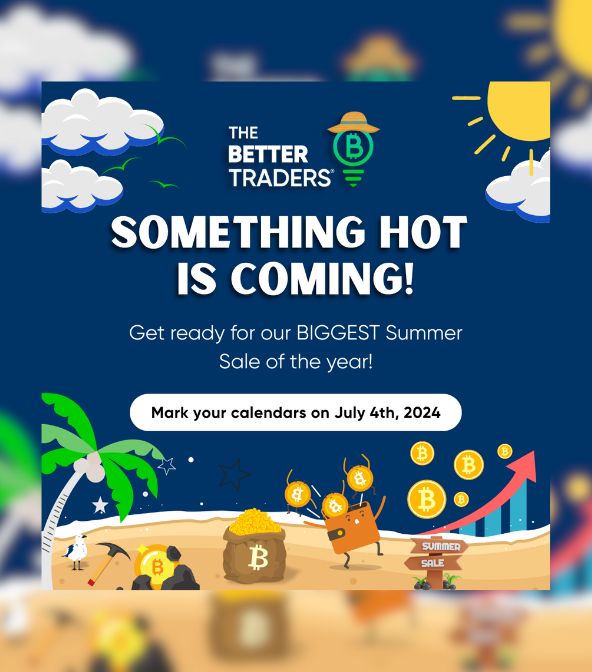 THE
BETTER
TRADERS®
SOMETHING HOT
IS COMING!
Get ready for our BIGGEST Summer
Sale of the year!
Mark your calendars on July 4th, 2024
SUMMER
SALE